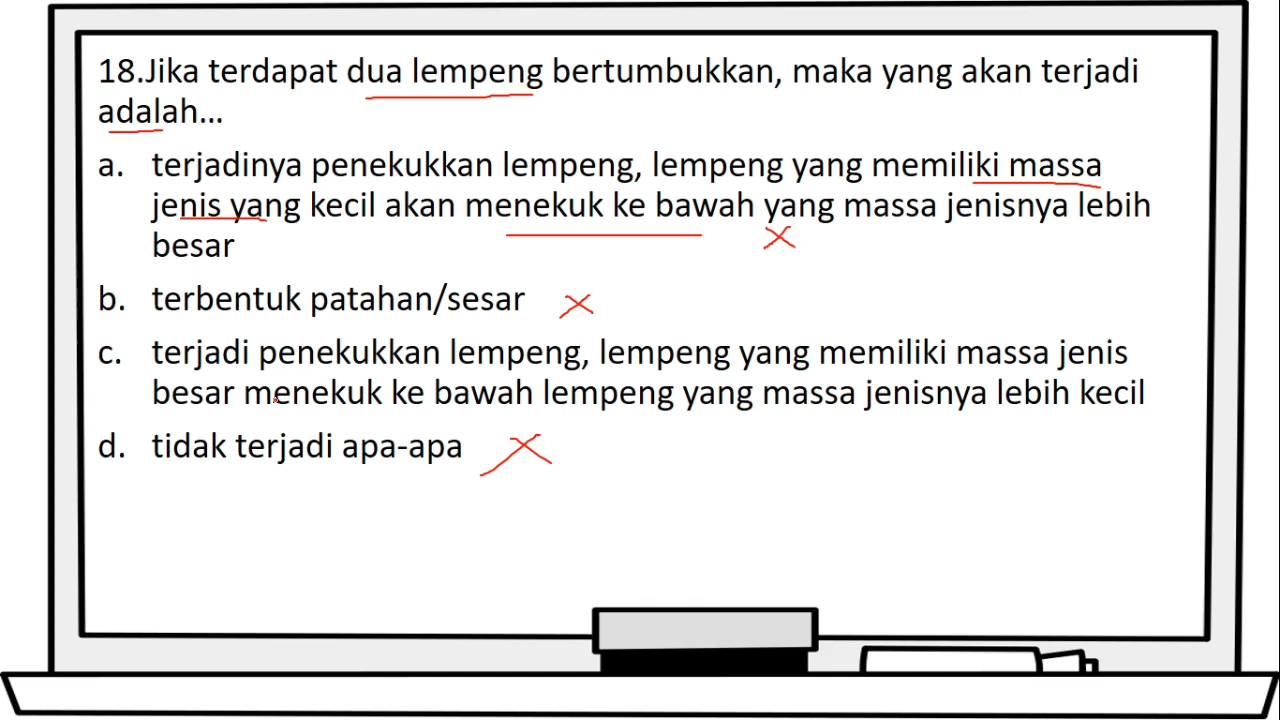 18.Jika terdapat dua lempeng bertumbukkan, maka yang akan terjadi
adalah...
a. terjadinya penekukkan lempeng, lempeng yang memiliki massa
jenis yang kecil akan menekuk ke bawah yang massa jenisnya lebih
besar
b. terbentuk patahan/sesar
c. terjadi penekukkan lempeng, lempeng yang memiliki massa jenis
besar menekuk ke bawah lempeng yang massa jenisnya lebih kecil
d. tidak terjadi apa-apa